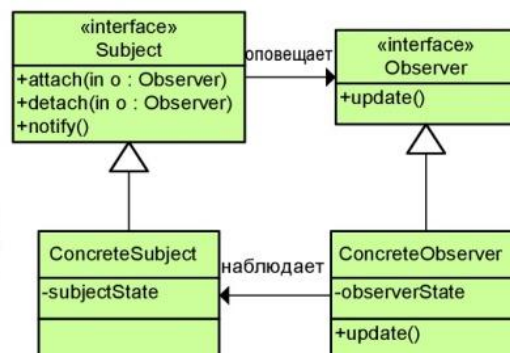 «interface»
Subject
+attach(in o : Observer)
+detach(in o : Observer)
+notify()
оповещает
«interface»
Observer
+update()
ConcreteSubject
-subjectState
наблюдает
ConcreteObserver
-observerState
+update()